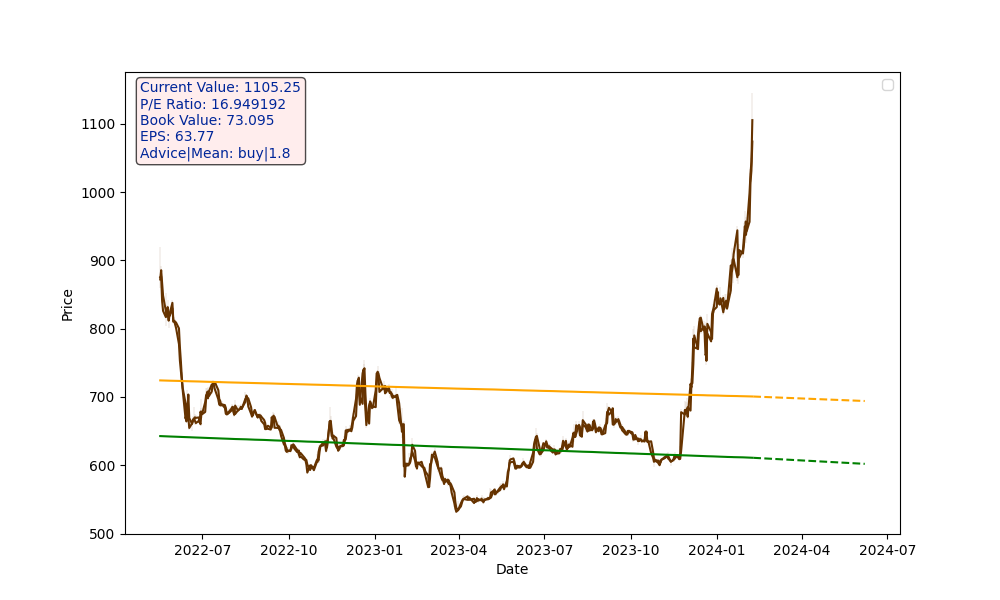 Current Value: 1105.25
P/E Ratio: 16.949192
Book Value: 73.095
EPS: 63.77
Advice|Mean: buy|1.8
1100
1000
900
800
700
600
500
Price
2022-07 2022-10 2023-01 2023-04 2023-07 2023-10 2024-01 2024-04 2024-07
Date